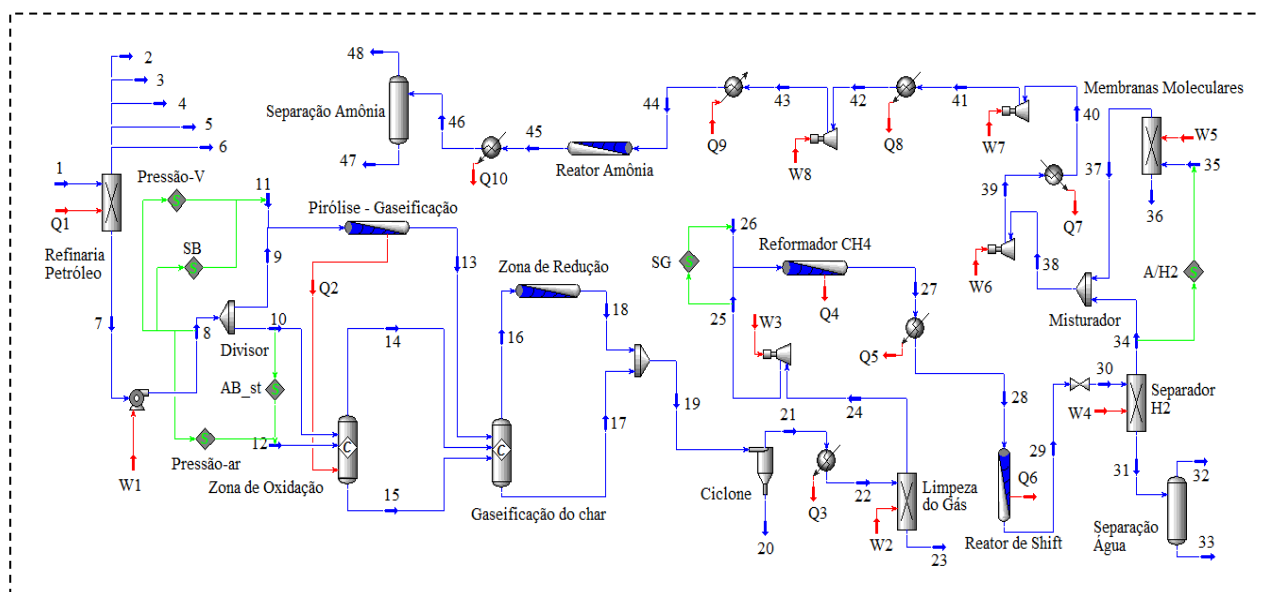 2
3
4
5
6
1
Q1
Refinaria
Petróleo
7
W1
8
Pressão-V
SB
11
9
Divisor
10
AB_st
12
Pressão-ar
Pirólise - Gaseificação
Q2
13
14
15
C
Zona de Oxidação
Zona de Redução
16
17
18
C
Gaseificação do char
19
Ciclone
20
21
Q3
22
Limpeza
do Gás
W2
23
24
W3
25
26
SG
Reformador CH4
Q4
27
Q5
28
Q6
Reator de Shift
29
30
W4
Separador
H2
31
32
33
Separação
Água
34
A/H2
Misturador
35
W5
36
37
Membranas Moleculares
38
W6
39
Q7
40
W7
41
Q8
42
W8
43
Q9
44
Reator Amônia
45
Q10
46
Separação Amônia
47
48
S
S
S
S
S
S